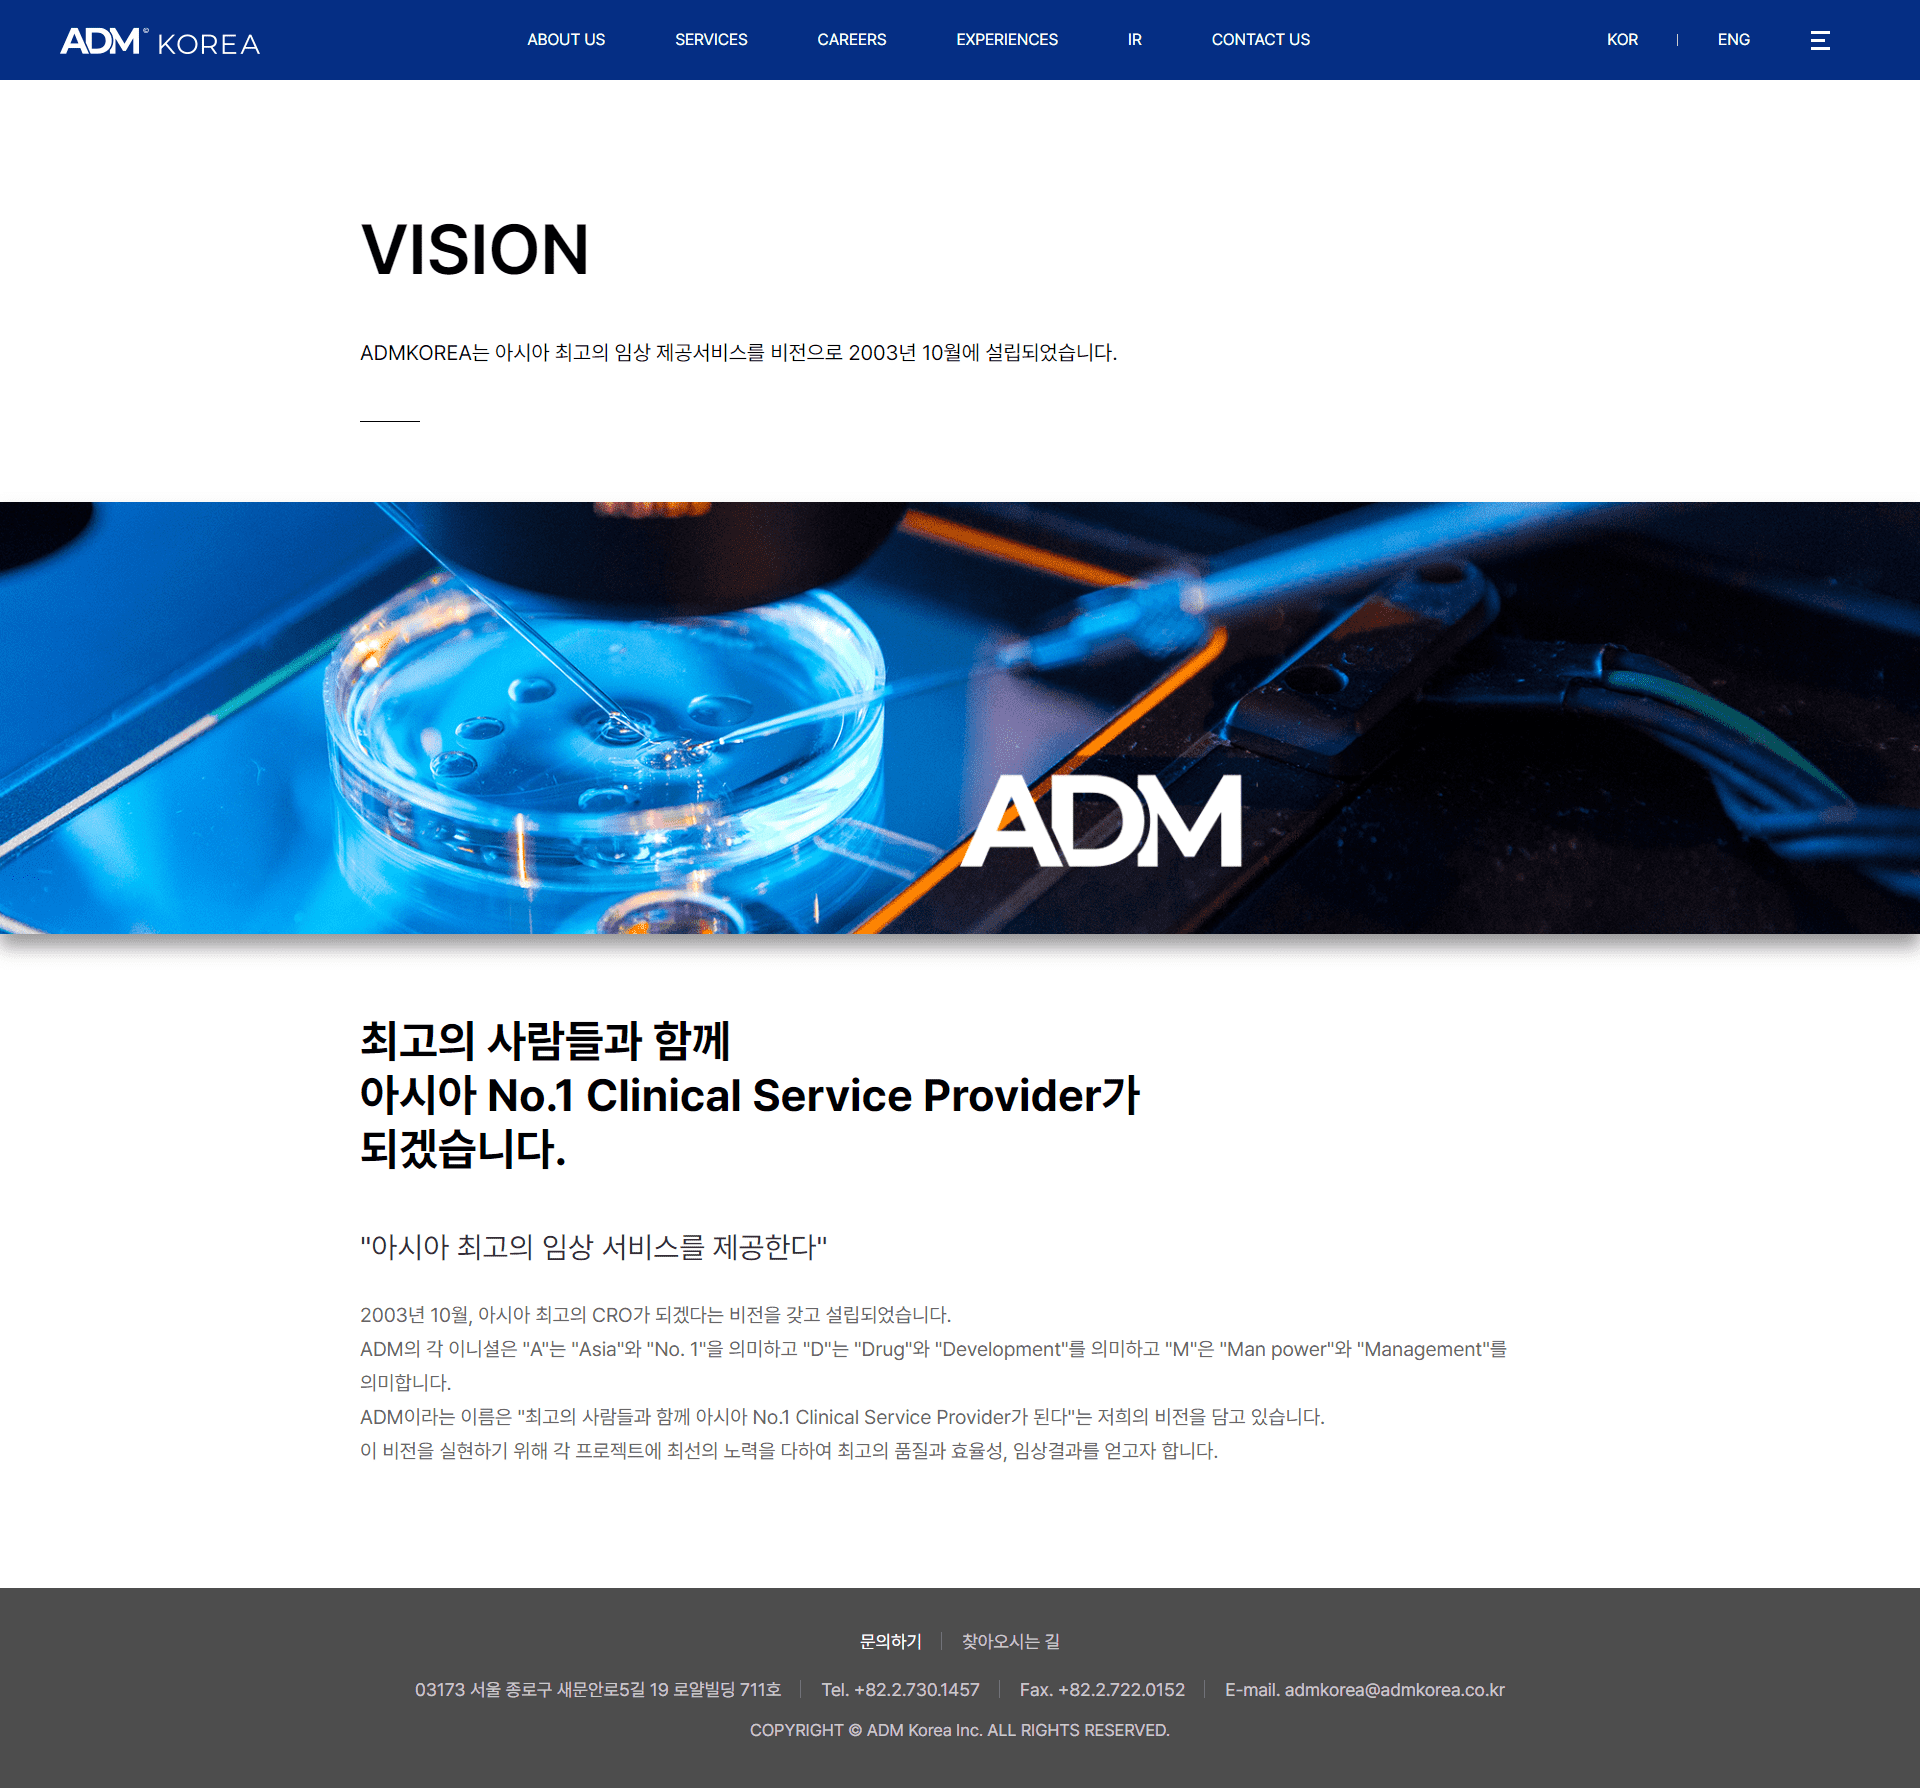 ADM© KOREA
ABOUT US
SERVICES
CAREERS
EXPERIENCES
IR
CONTACT US
KOR
ENG
VISION
ADMKOREA는 아시아 최고의 임상 제공서비스를 비전으로 2003년 10월에 설립되었습니다.
ADM
최고의 사람들과 함께
아시아 No.1 Clinical Service Provider가
되겠습니다.
"아시아 최고의 임상 서비스를 제공한다"
2003년 10월, 아시아 최고의 CRO가 되겠다는 비전을 갖고 설립되었습니다.
ADM의 각 이니셜은 "A"는 "Asia"와 "No. 1"을 의미하고 "D"는 "Drug"와 "Development"를 의미하고 "M"은 "Man power"와 "Management"를
의미합니다.
ADM이라는 이름은 "최고의 사람들과 함께 아시아 No.1 Clinical Service Provider가 된다"는 저희의 비전을 담고 있습니다.
이 비전을 실현하기 위해 각 프로젝트에 최선의 노력을 다하여 최고의 품질과 효율성, 임상결과를 얻고자 합니다.
문의하기
찾아오시는 길
03173 서울 종로구 새문안로5길 19 로얄빌딩 711호
Tel. +82.2.730.1457
Fax. +82.2.722.0152
E-mail. admkorea@admkorea.co.kr
COPYRIGHT © ADM Korea Inc. ALL RIGHTS RESERVED.